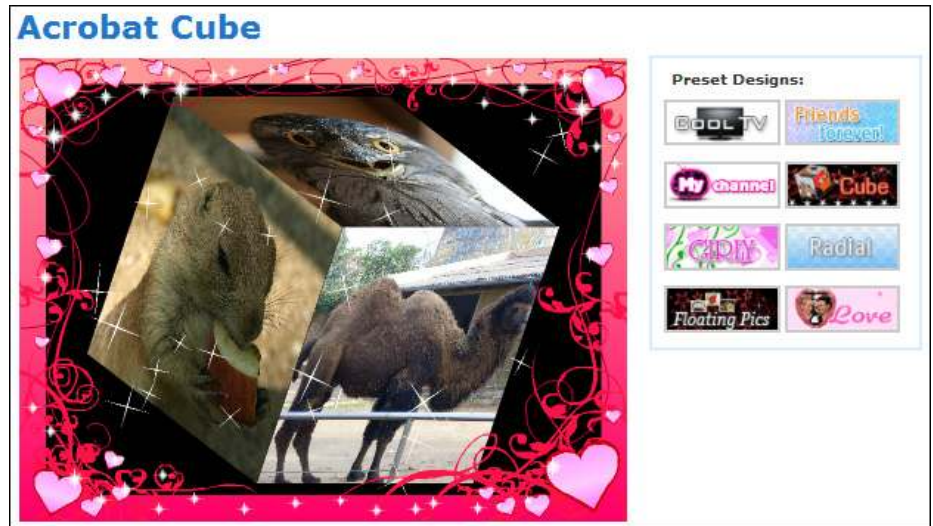 Acrobat Cube
Preset Designs:
COOL TV
Friends
forever!
My channel
Cube
GIRLY
Radial
Floating Pics
Love